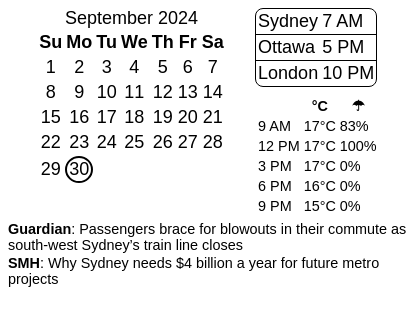 September 2024
Su Mo Tu We Th Fr Sa
1 2 3 4 5 6 7
8 9 10 11 12 13 14
15 16 17 18 19 20 21
22 23 24 25 26 27 28
29 30
Sydney 7 AM
Ottawa 5 PM
London 10 PM
°C ☂
9 AM 17°C 83%
12 PM 17°C 100%
3 PM 17°C 0%
6 PM 16°C 0%
9 PM 15°C 0%
Guardian: Passengers brace for blowouts in their commute as
south-west Sydney's train line closes
SMH: Why Sydney needs $4 billion a year for future metro
projects